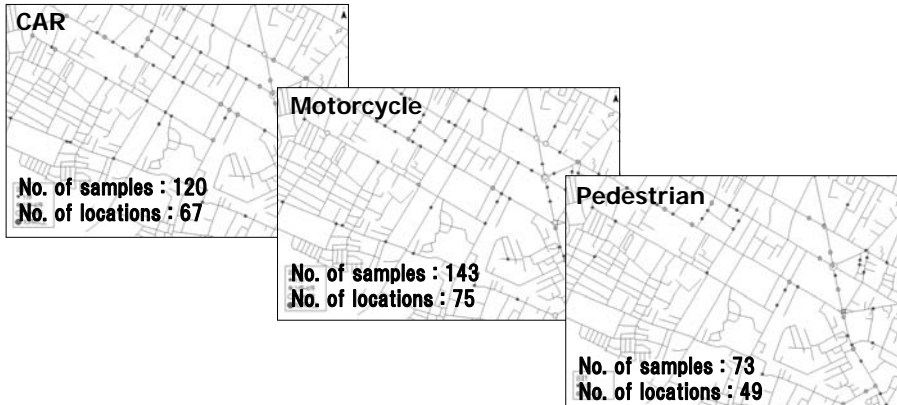 CAR
No. of samples : 120
No. of locations : 67
Motorcycle
No. of samples : 143
No. of locations : 75
Pedestrian
No. of samples : 73
No. of locations : 49